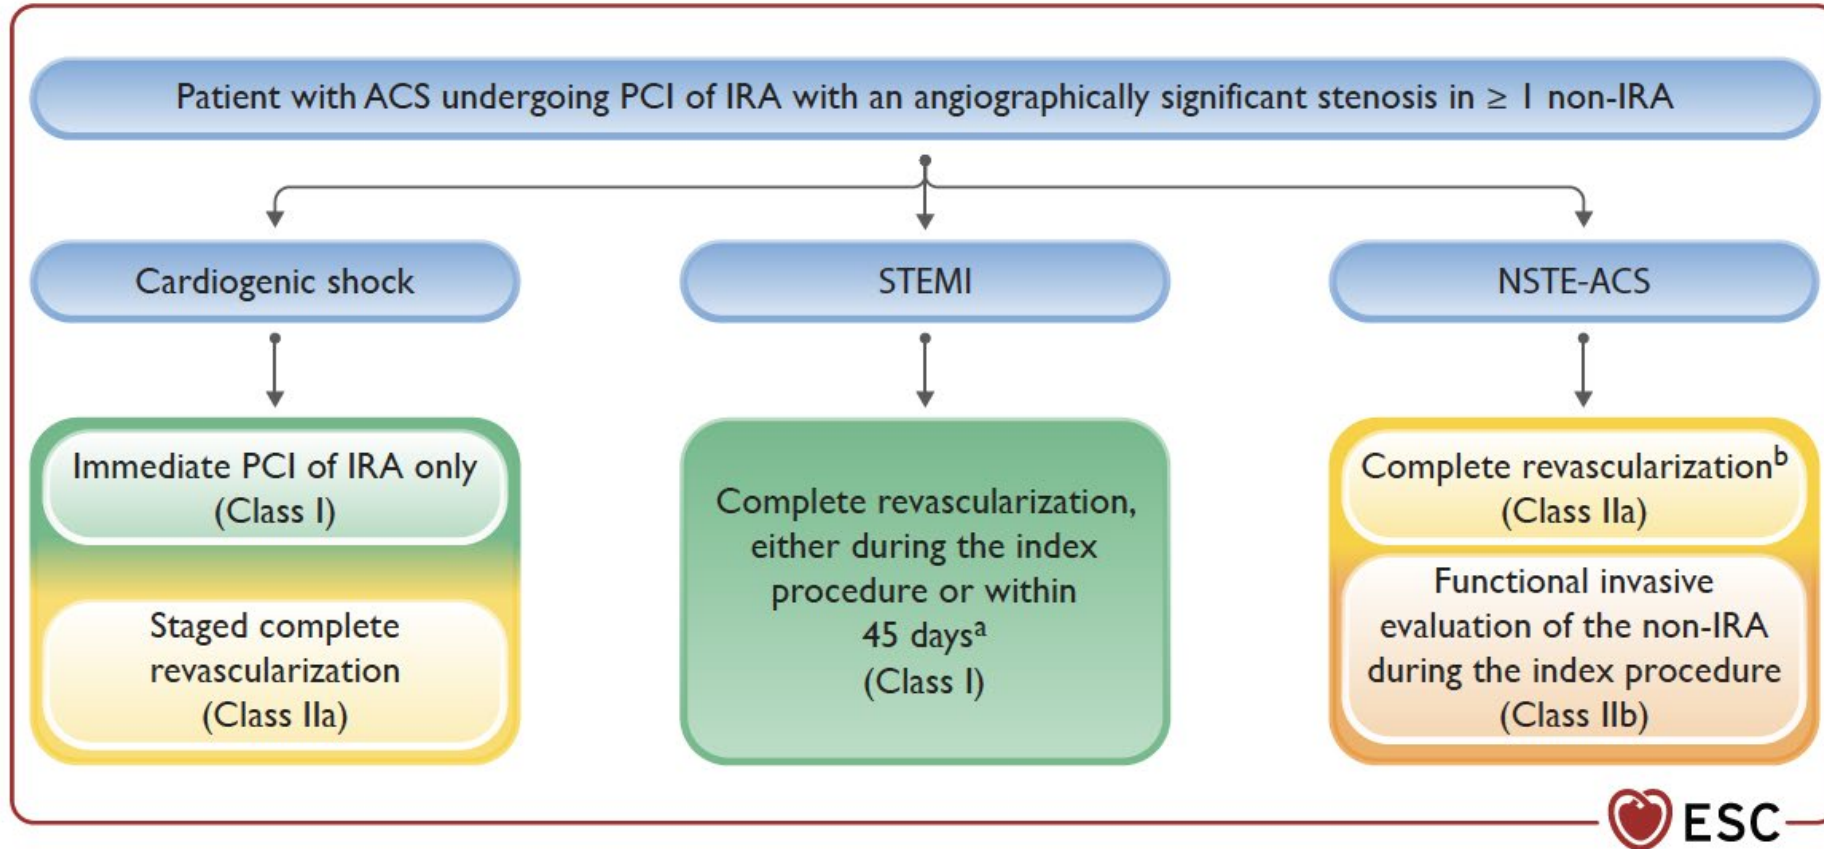 Patient with ACS undergoing PCI of IRA with an angiographically significant stenosis in ≥ 1 non-IRA
Cardiogenic shock
STEMI
NSTE-ACS
Immediate PCI of IRA only
(Class I)
Staged complete
revascularization
(Class IIa)
Complete revascularization,
either during the index
procedure or within
45 daysᵃ
(Class I)
Complete revascularizationᵇ
(Class IIa)
Functional invasive
evaluation of the non-IRA
during the index procedure
(Class IIb)
ESC